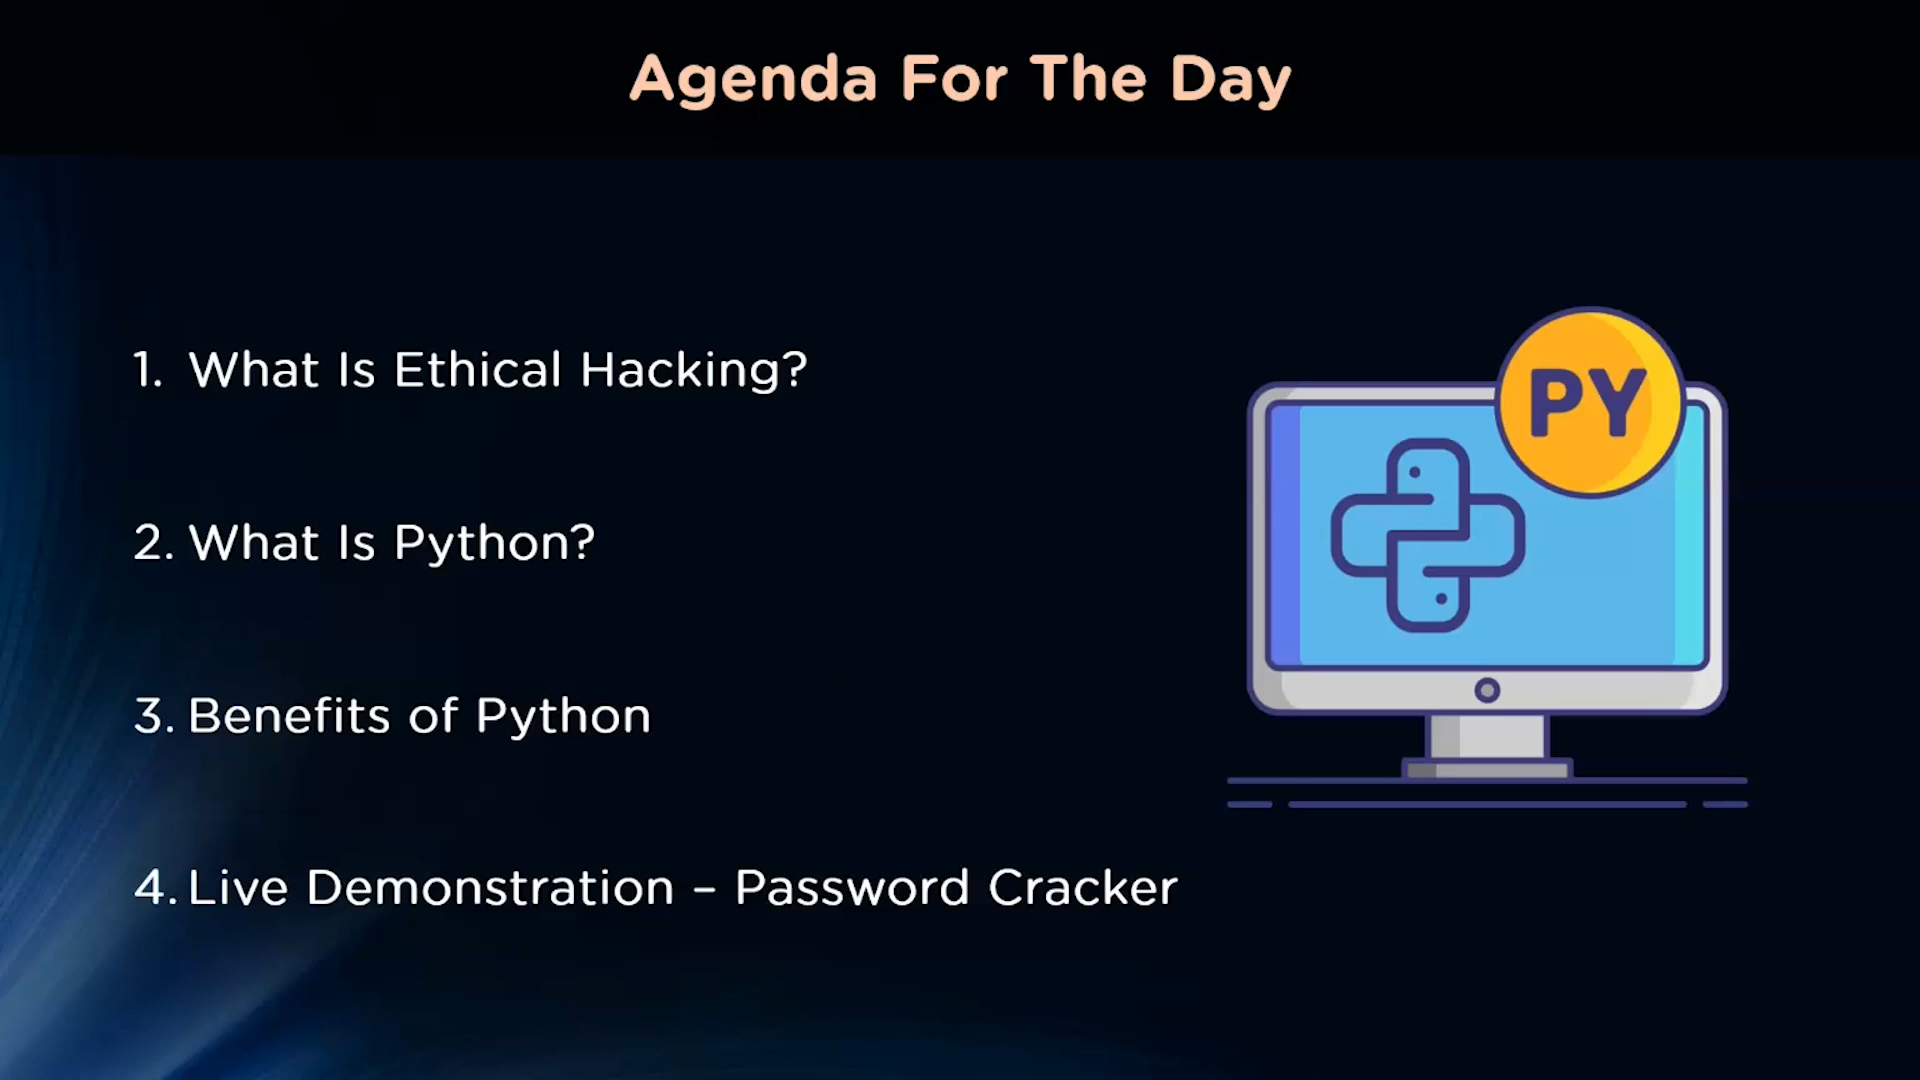 Agenda For The Day
1. What Is Ethical Hacking?
2. What Is Python?
3. Benefits of Python
4. Live Demonstration – Password Cracker
PY